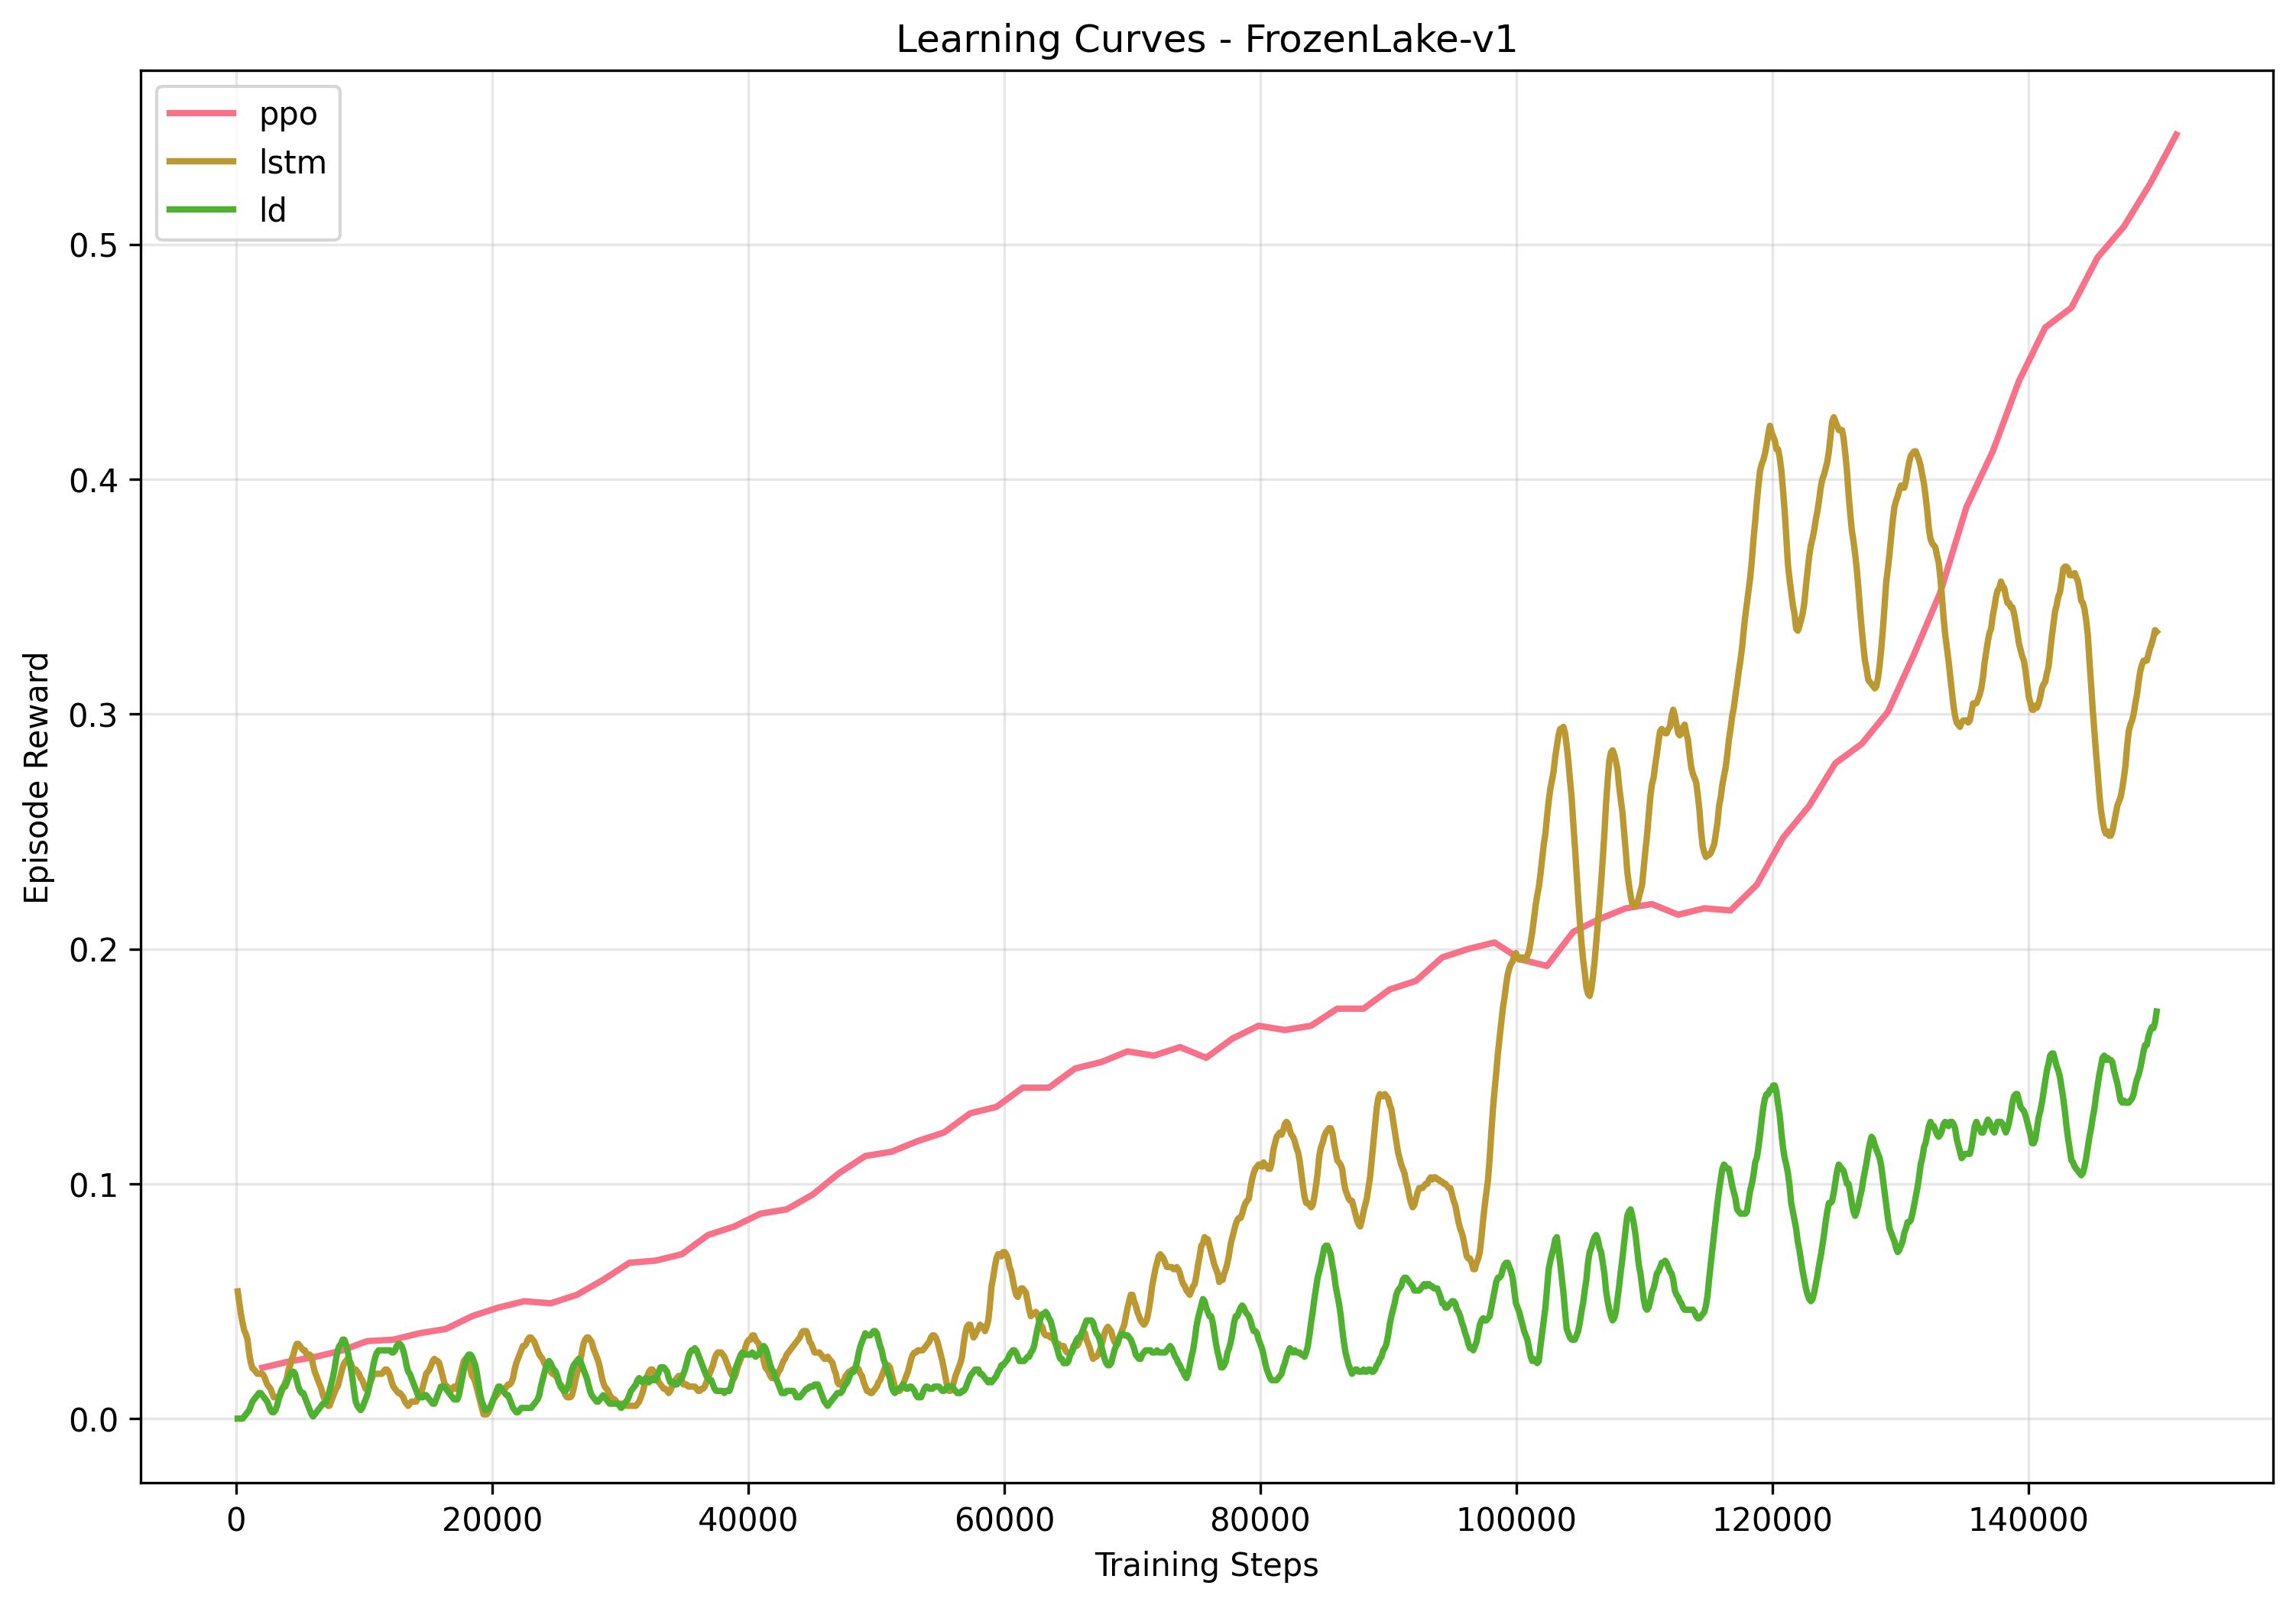 Learning Curves - FrozenLake-v1
ppo
lstm
ld
Episode Reward
0.5
0.4
0.3
0.2
0.1
0.0
0 20000 40000 60000 80000 100000 120000 140000
Training Steps